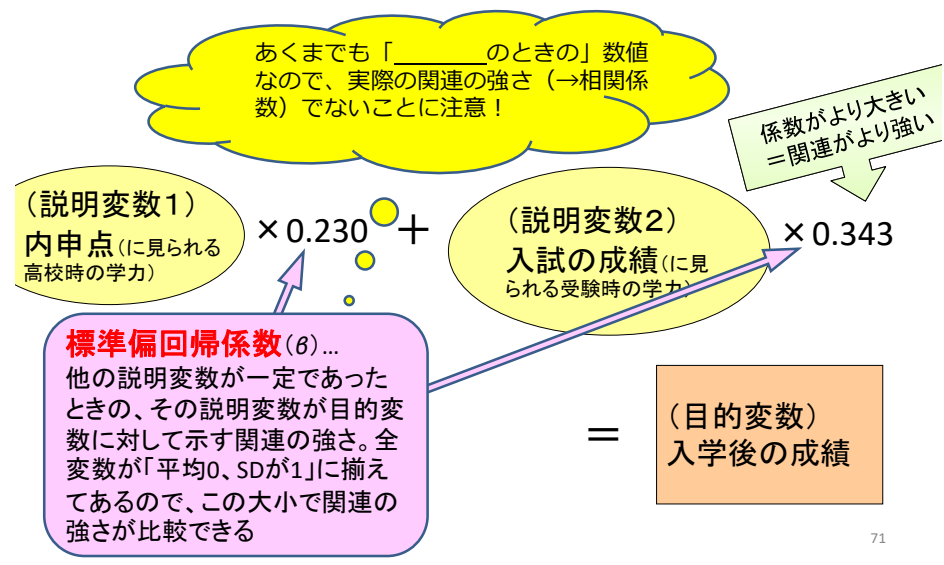 あくまでも「_______のときの」数値
なので、実際の関連の強さ（→相関係
数）でないことに注意！
係数がより大きい
＝関連がより強い
（説明変数１）
内申点(に見られる
高校時の学力)
×0.230
＋
（説明変数２）
入試の成績(に見
られる受験時の学力)
×0.343
標準偏回帰係数(β)…
他の説明変数が一定であった
ときの、その説明変数が目的変
数に対して示す関連の強さ。全
変数が「平均0、SDが1」に揃え
てあるので、この大小で関連の
強さが比較できる
＝
（目的変数）
入学後の成績
71